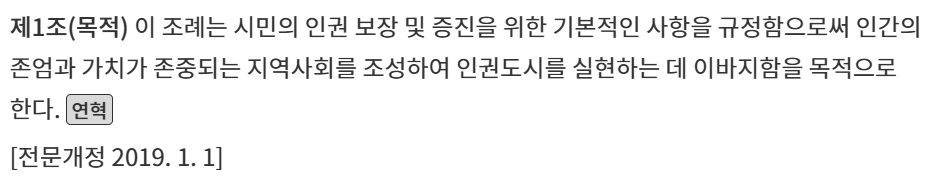 제1조(목적) 이 조례는 시민의 인권 보장 및 증진을 위한 기본적인 사항을 규정함으로써 인간의
존엄과 가치가 존중되는 지역사회를 조성하여 인권도시를 실현하는 데 이바지함을 목적으로
한다. 연혁
[전문개정 2019. 1. 1]